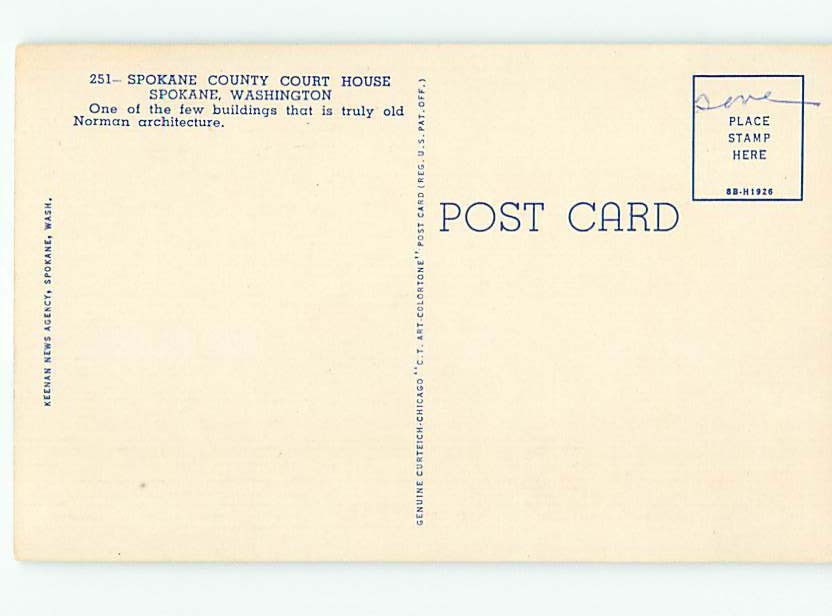 251— SPOKANE COUNTY COURT HOUSE
SPOKANE, WASHINGTON
One of the few buildings that is truly old
Norman architecture.
KEENAN NEWS AGENCY, SPOKANE, WASH.
GENUINE CURTEICH-CHICAGO "C.T. ART-COLORTONE" POST CARD (REG. U.S. PAT. OFF.)
POST CARD
PLACE
STAMP
HERE
8B-H1926